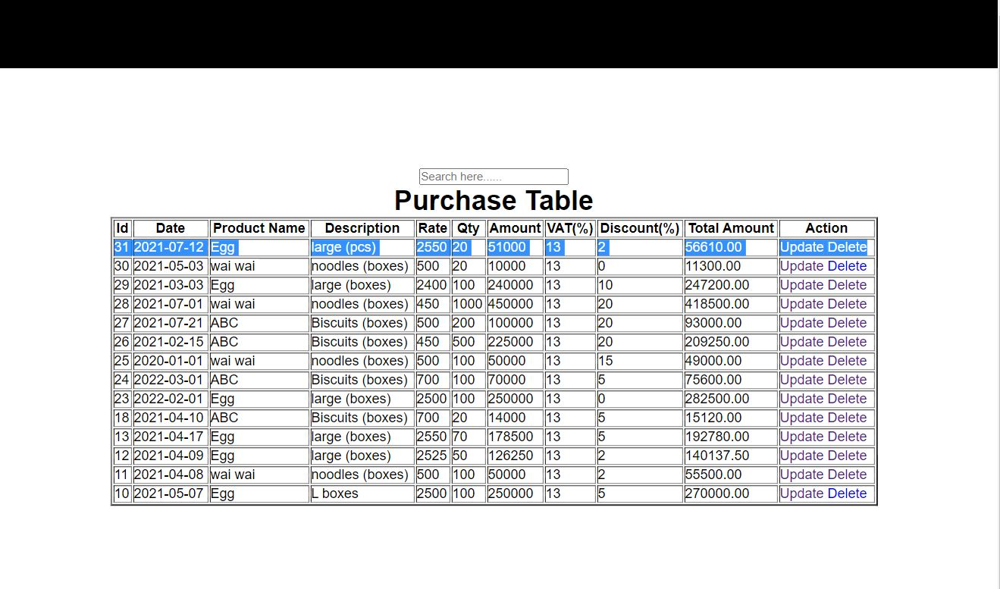 Search here......
Purchase Table
Id Date Product Name Description Rate Qty Amount VAT(%) Discount(%) Total Amount Action
31 2021-07-12 Egg large (pcs) 2550 20 51000 13 2 56610.00 Update Delete
30 2021-05-03 wai wai noodles (boxes) 500 20 10000 13 0 11300.00 Update Delete
29 2021-03-03 Egg large (boxes) 2400 100 240000 13 10 247200.00 Update Delete
28 2021-07-01 wai wai noodles (boxes) 450 1000 450000 13 20 418500.00 Update Delete
27 2021-07-21 ABC Biscuits (boxes) 500 200 100000 13 20 93000.00 Update Delete
26 2021-02-15 ABC Biscuits (boxes) 450 500 225000 13 20 209250.00 Update Delete
25 2020-01-01 wai wai noodles (boxes) 500 100 50000 13 15 49000.00 Update Delete
24 2022-03-01 ABC Biscuits (boxes) 700 100 70000 13 5 75600.00 Update Delete
23 2022-02-01 Egg large (boxes) 2500 100 250000 13 0 282500.00 Update Delete
18 2021-04-10 ABC Biscuits (boxes) 700 20 14000 13 5 15120.00 Update Delete
13 2021-04-17 Egg large (boxes) 2550 70 178500 13 5 192780.00 Update Delete
12 2021-04-09 Egg large (boxes) 2525 50 126250 13 2 140137.50 Update Delete
11 2021-04-08 wai wai noodles (boxes) 500 100 50000 13 2 55500.00 Update Delete
10 2021-05-07 Egg L boxes 2500 100 250000 13 5 270000.00 Update Delete